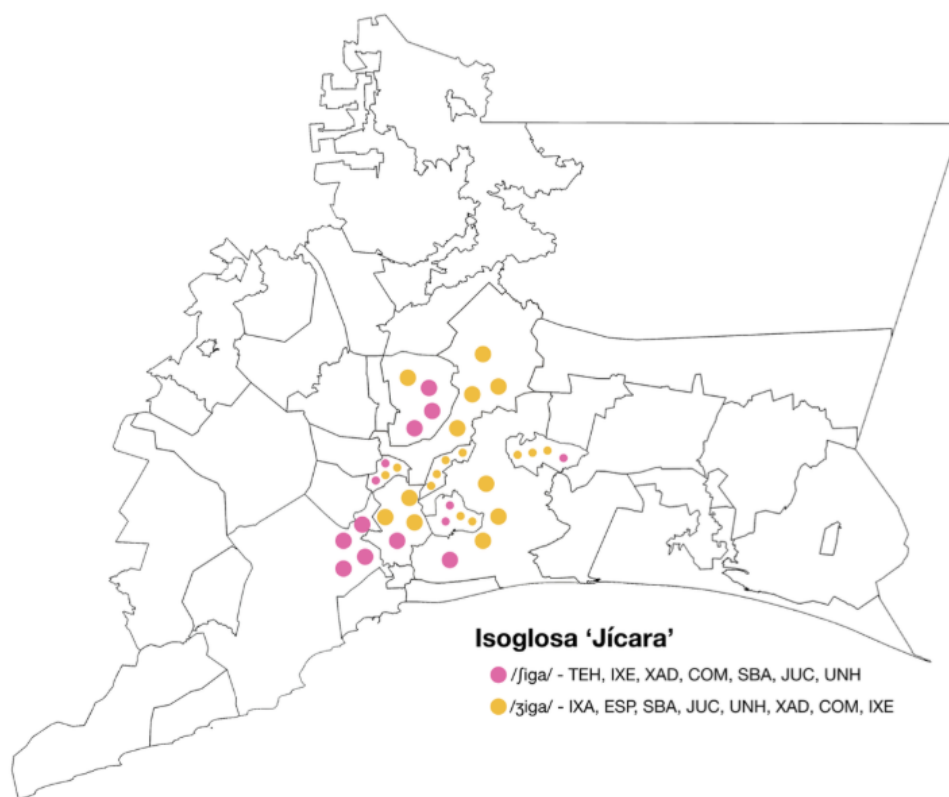 Isoglosa ‘Jícara’
/ʃiga/ - TEH, IXE, XAD, COM, SBA, JUC, UNH
/ʒiga/ - IXA, ESP, SBA, JUC, UNH, XAD, COM, IXE